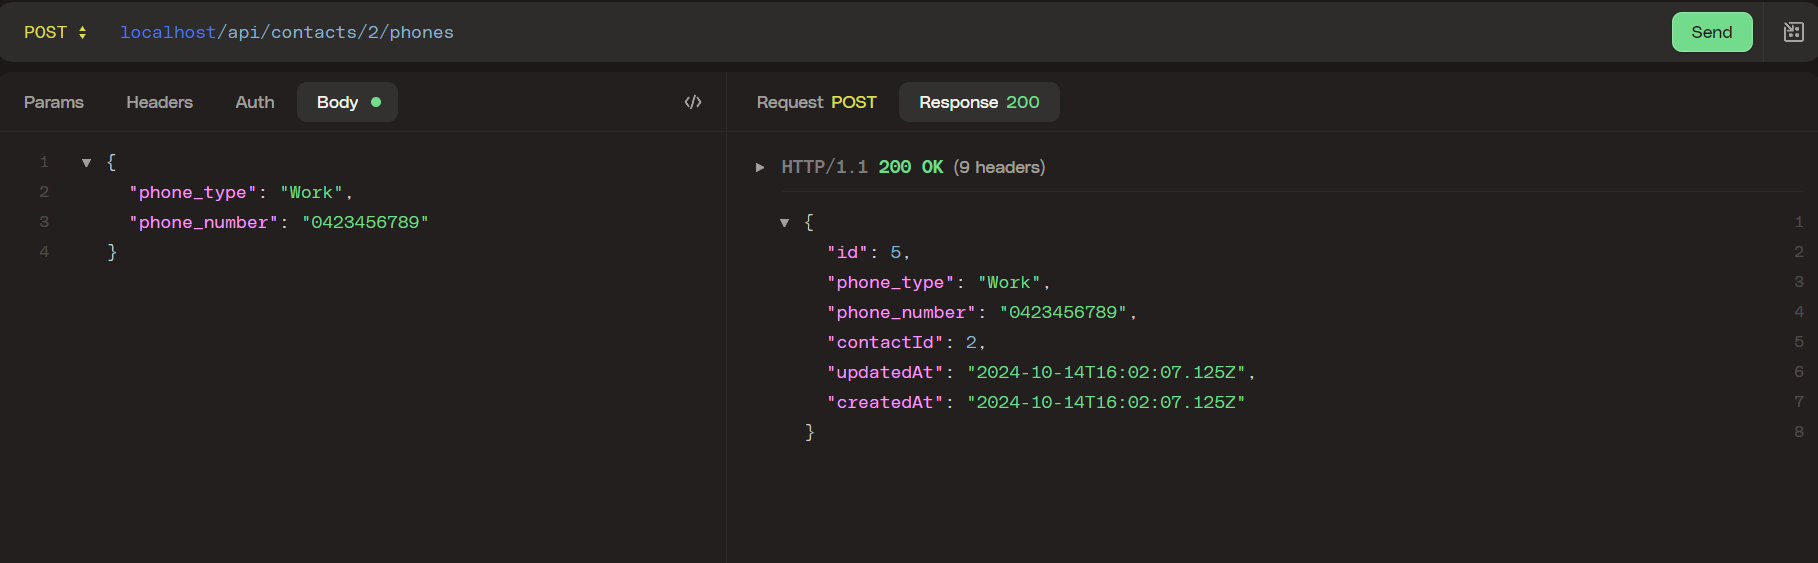 POST localhost/api/contacts/2/phones Send
Params Headers Auth Body
Request POST Response 200
1 {
2 "phone_type": "Work",
3 "phone_number": "0423456789"
4 }
HTTP/1.1 200 OK (9 headers)
{ 1
"id": 5, 2
"phone_type": "Work", 3
"phone_number": "0423456789", 4
"contactId": 2, 5
"updatedAt": "2024-10-14T16:02:07.125Z", 6
"createdAt": "2024-10-14T16:02:07.125Z" 7
} 8